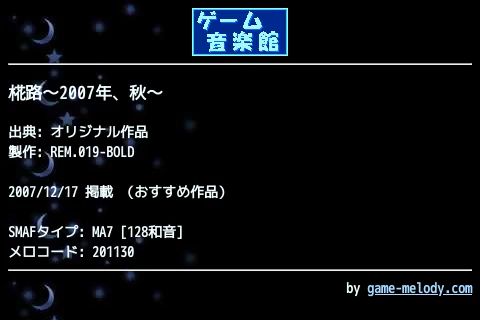 ゲーム
音楽館
椛路～2007年、秋～
出典: オリジナル作品
製作: REM.019-BOLD
2007/12/17 掲載 (おすすめ作品)
SMAFタイプ: MA7 [128和音]
メロコード: 201130
by game-melody.com